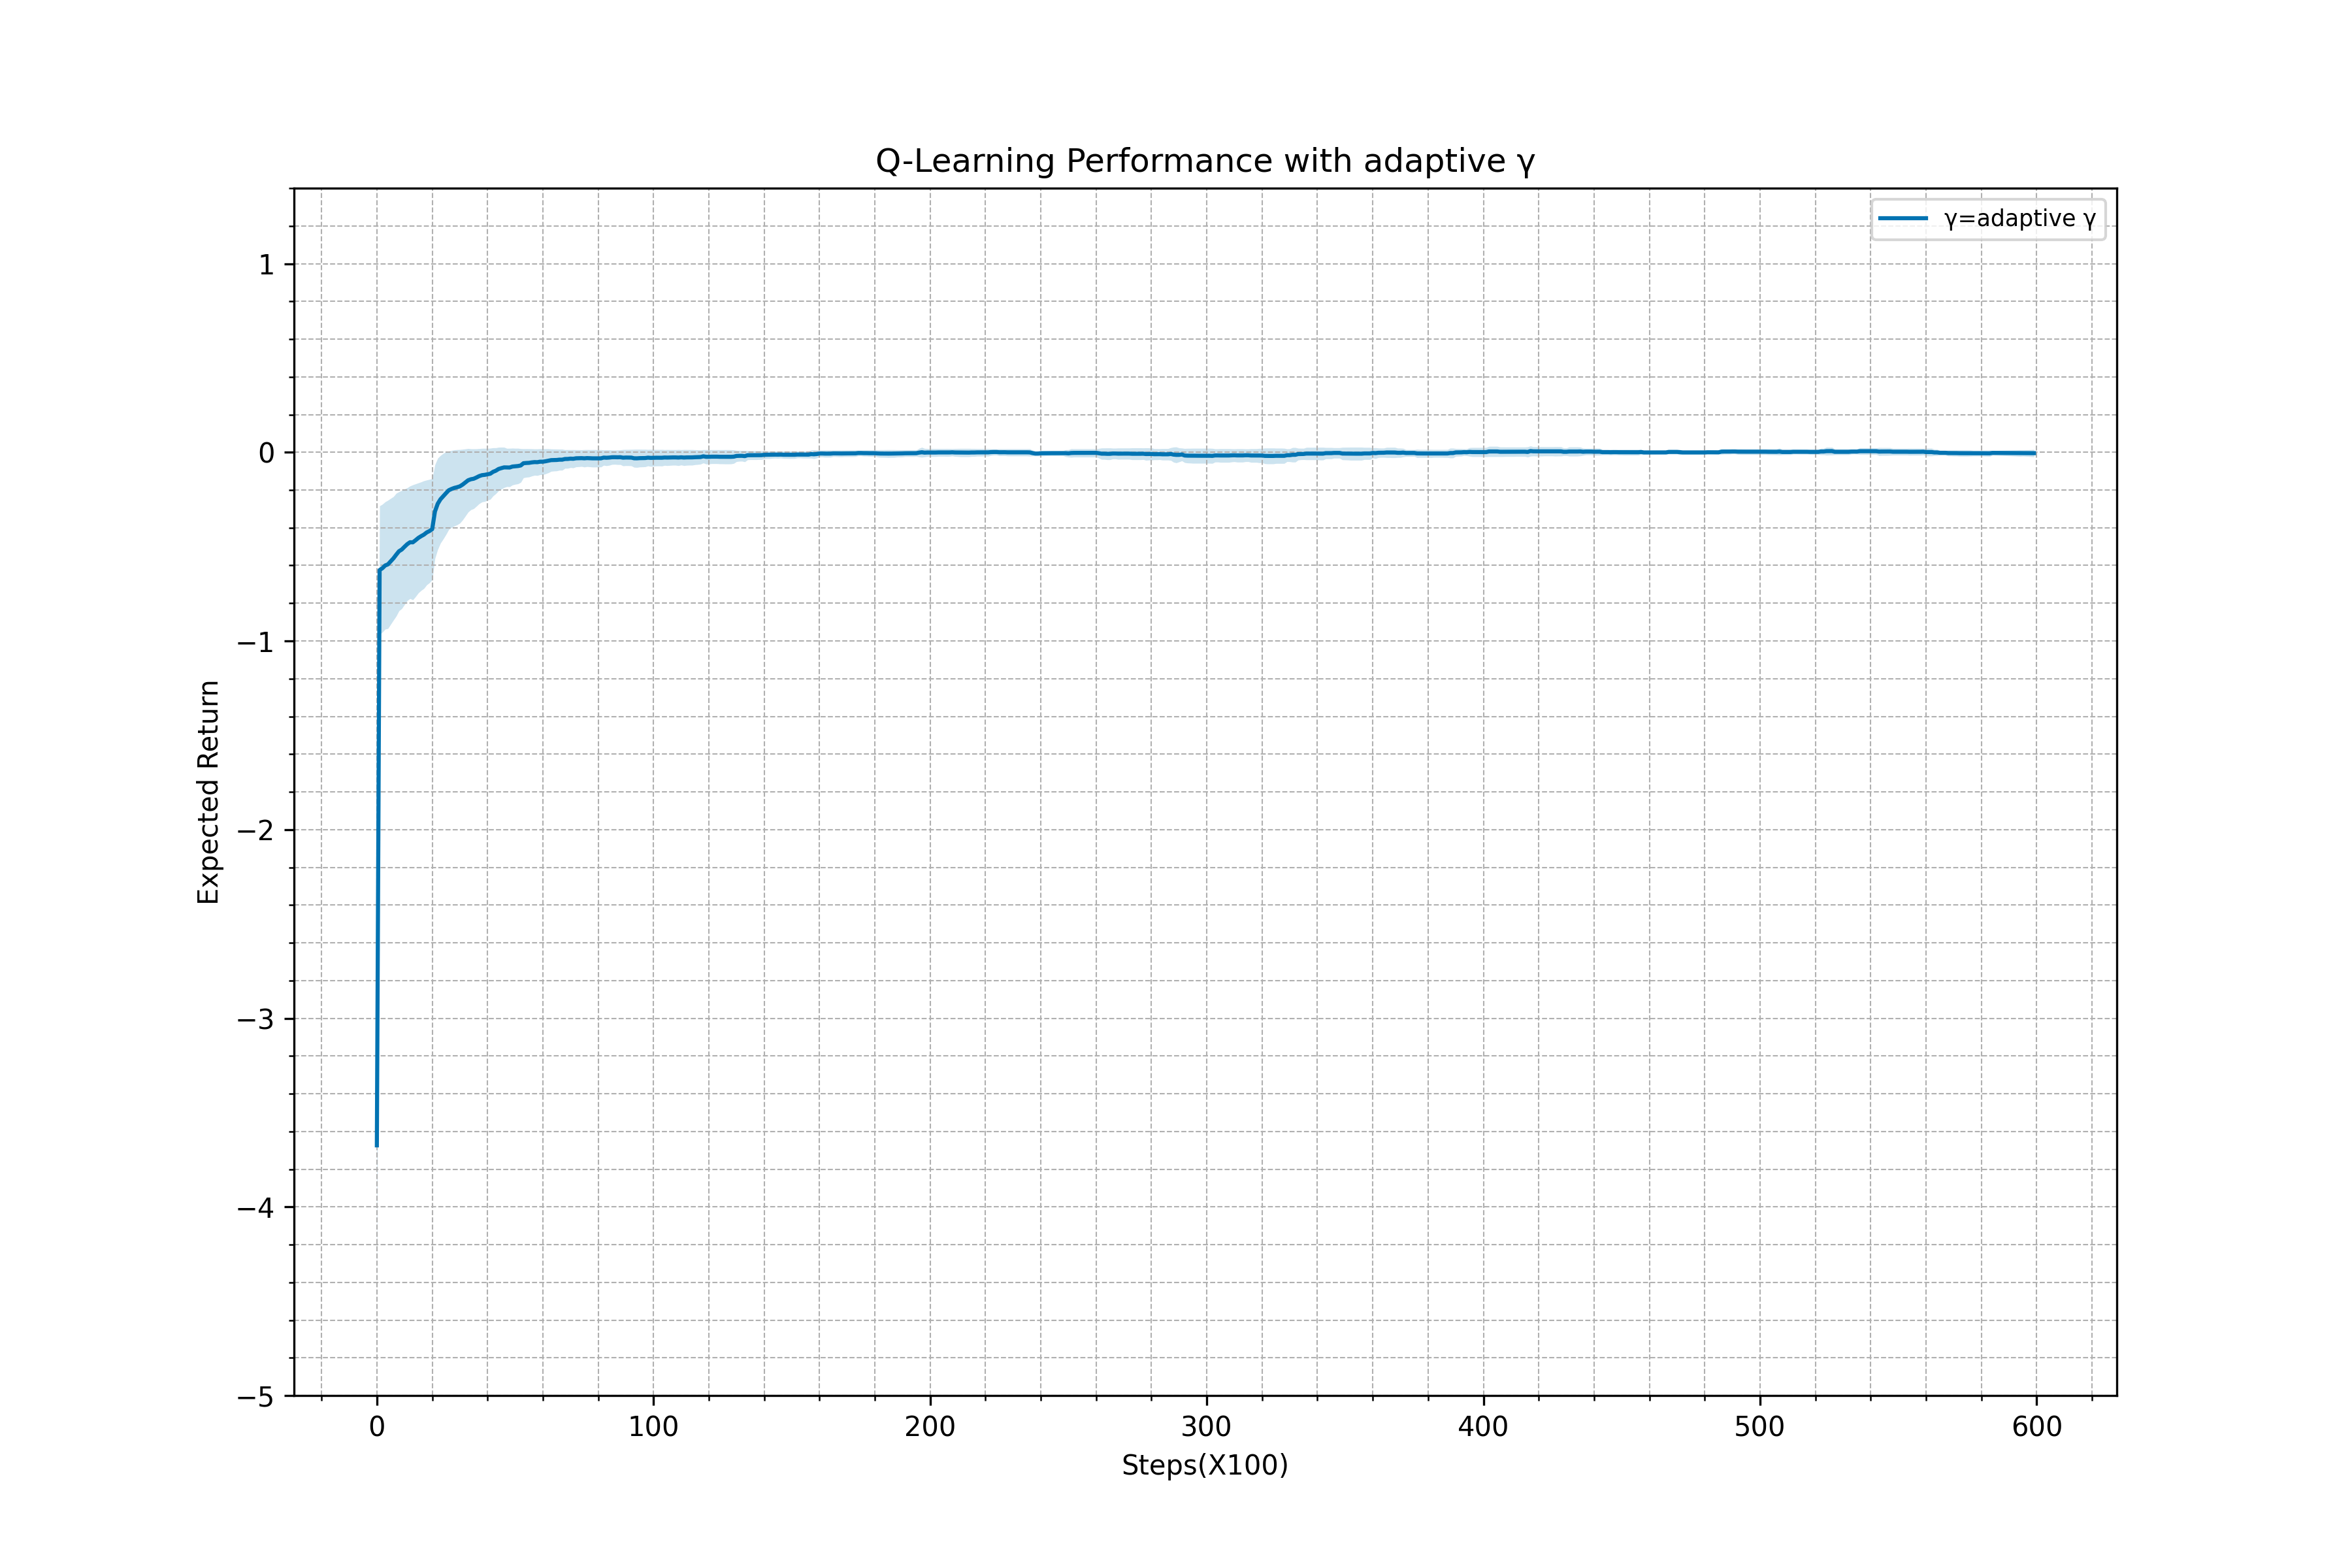 Q-Learning Performance with adaptive γ
γ=adaptive γ
1
0
−1
−2
−3
−4
−5
Expected Return
0 100 200 300 400 500 600
Steps(X100)